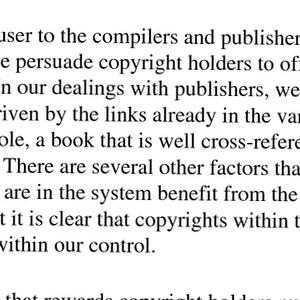 user to the compilers and publisher
e persuade copyright holders to of
n our dealings with publishers, we
riven by the links already in the var
ole, a book that is well cross-refere
There are several other factors tha
are in the system benefit from the
t it is clear that copyrights within t
within our control.
that rewards copyright holders